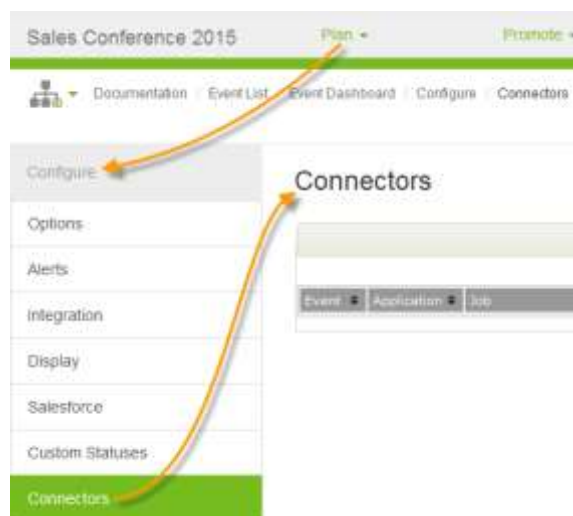 Sales Conference 2015 Plan Promote
Documentation / Event List / Event Dashboard / Configure / Connectors
Configure
Connectors
Options
Alerts
Event Application Job
Integration
Display
Salesforce
Custom Statuses
Connectors